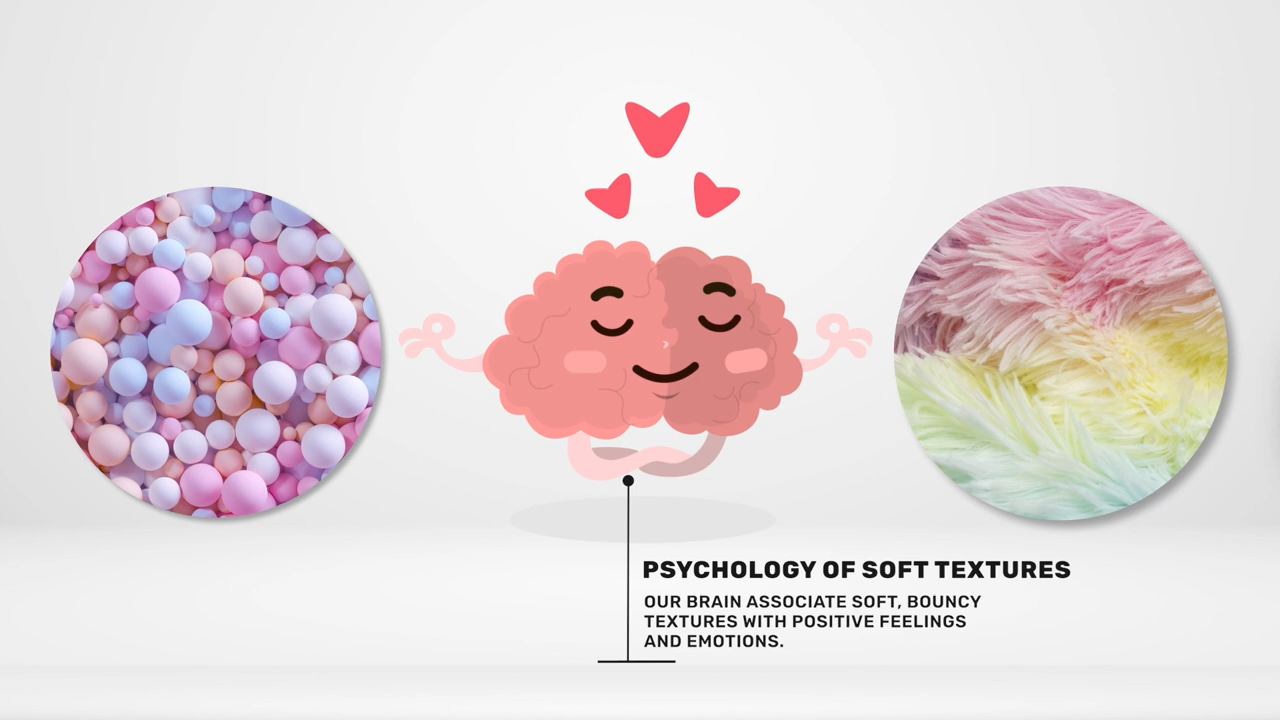 PSYCHOLOGY OF SOFT TEXTURES
OUR BRAIN ASSOCIATE SOFT, BOUNCY
TEXTURES WITH POSITIVE FEELINGS
AND EMOTIONS.